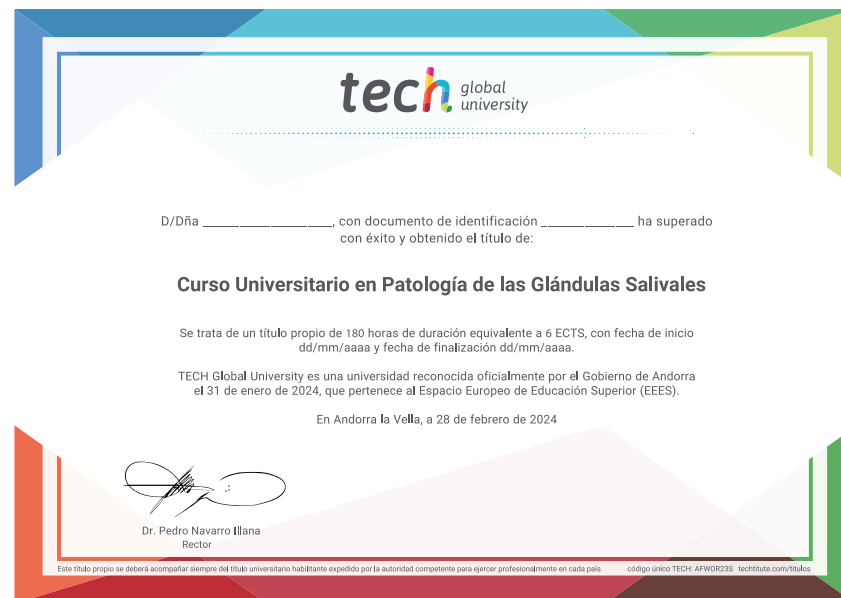 tech global university
D/Dña ____________________, con documento de identificación ______________ ha superado
con éxito y obtenido el título de:
Curso Universitario en Patología de las Glándulas Salivales
Se trata de un título propio de 180 horas de duración equivalente a 6 ECTS, con fecha de inicio
dd/mm/aaaa y fecha de finalización dd/mm/aaaa.
TECH Global University es una universidad reconocida oficialmente por el Gobierno de Andorra
el 31 de enero de 2024, que pertenece al Espacio Europeo de Educación Superior (EEES).
En Andorra la Vella, a 28 de febrero de 2024
Dr. Pedro Navarro Illana
Rector
Este título propio se deberá acompañar siempre del título universitario habilitante expedido por la autoridad competente para ejercer profesionalmente en cada país. código único TECH: AFWOR23S techtitute.com/titulos